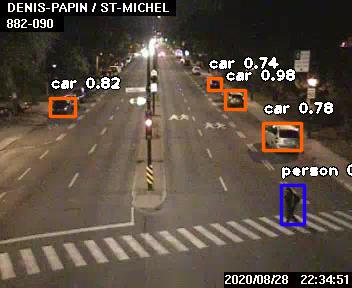 DENIS-PAPIN / ST-MICHEL
882-090
car 0.74
car 0.98
car 0.82
car 0.78
person 0
2020/08/28 22:34:51